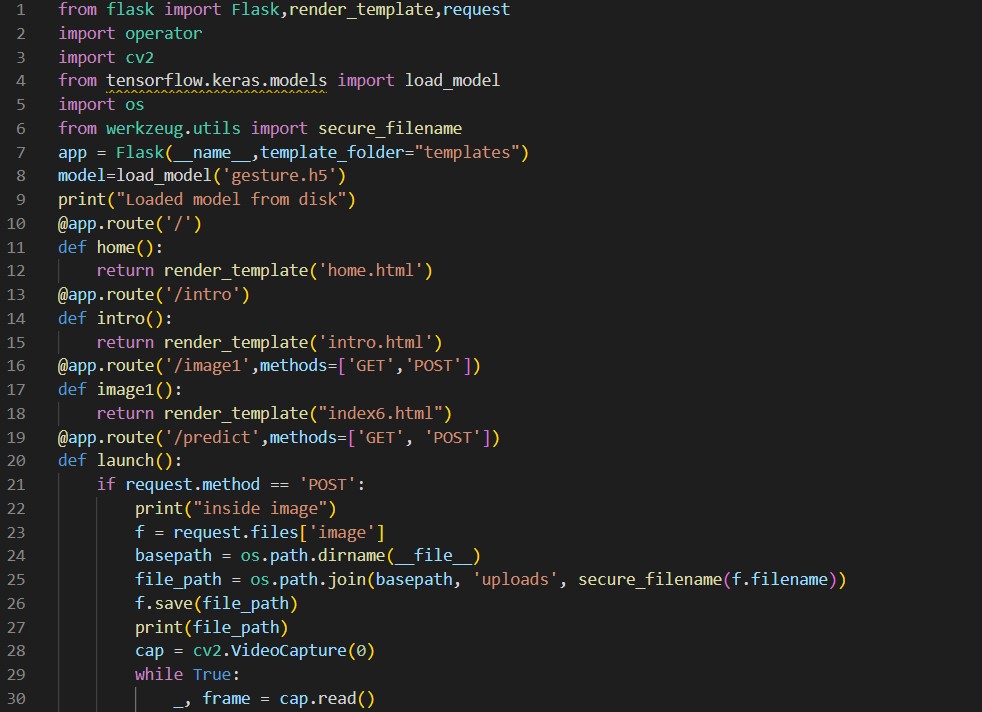 1 from flask import Flask,render_template,request
2 import operator
3 import cv2
4 from tensorflow.keras.models import load_model
5 import os
6 from werkzeug.utils import secure_filename
7 app = Flask(__name__,template_folder="templates")
8 model=load_model('gesture.h5')
9 print("Loaded model from disk")
10 @app.route('/')
11 def home():
12     return render_template('home.html')
13 @app.route('/intro')
14 def intro():
15     return render_template('intro.html')
16 @app.route('/image1',methods=['GET','POST'])
17 def image1():
18     return render_template("index6.html")
19 @app.route('/predict',methods=['GET', 'POST'])
20 def launch():
21     if request.method == 'POST':
22         print("inside image")
23         f = request.files['image']
24         basepath = os.path.dirname(__file__)
25         file_path = os.path.join(basepath, 'uploads', secure_filename(f.filename))
26         f.save(file_path)
27         print(file_path)
28         cap = cv2.VideoCapture(0)
29         while True:
30             _, frame = cap.read()